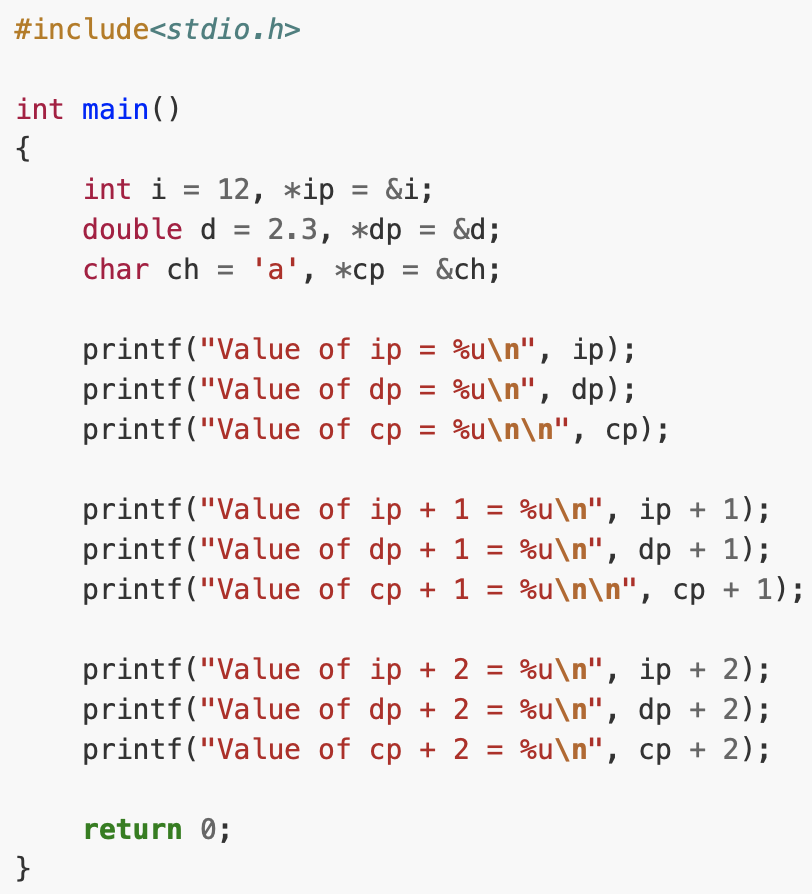 #include<stdio.h>

int main()
{
    int i = 12, *ip = &i;
    double d = 2.3, *dp = &d;
    char ch = 'a', *cp = &ch;

    printf("Value of ip = %u\n", ip);
    printf("Value of dp = %u\n", dp);
    printf("Value of cp = %u\n\n", cp);

    printf("Value of ip + 1 = %u\n", ip + 1);
    printf("Value of dp + 1 = %u\n", dp + 1);
    printf("Value of cp + 1 = %u\n\n", cp + 1);

    printf("Value of ip + 2 = %u\n", ip + 2);
    printf("Value of dp + 2 = %u\n", dp + 2);
    printf("Value of cp + 2 = %u\n", cp + 2);

    return 0;
}